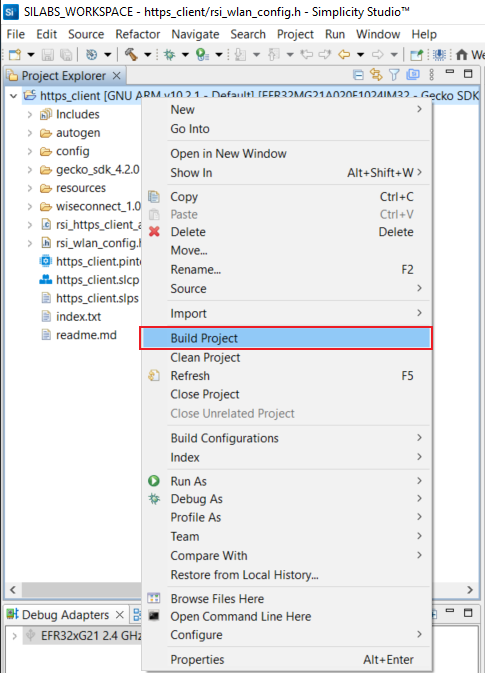 SILABS_WORKSPACE - https_client/rsi_wlan_config.h - Simplicity Studio™
File Edit Source Refactor Navigate Search Project Run Window Help
We
Project Explorer
https_client [GNU ARM v10.2.1 - Default] [EFR32MG21A020F1024IM32 - Gecko SDK
Includes
autogen
config
gecko_sdk_4.2.0
resources
wiseconnect_1.0
rsi_https_client_a
rsi_wlan_config.h
https_client.pint
https_client.slcp
https_client.slps
index.txt
readme.md
New
Go Into
Open in New Window
Show In Alt+Shift+W
Copy Ctrl+C
Paste Ctrl+V
Delete Delete
Move...
Rename... F2
Source
Import
Build Project
Clean Project
Refresh F5
Close Project
Close Unrelated Project
Build Configurations
Index
Run As
Debug As
Profile As
Team
Compare With
Restore from Local History...
Browse Files Here
Open Command Line Here
Configure
Properties Alt+Enter
Debug Adapters
EFR32xG21 2.4 GHz